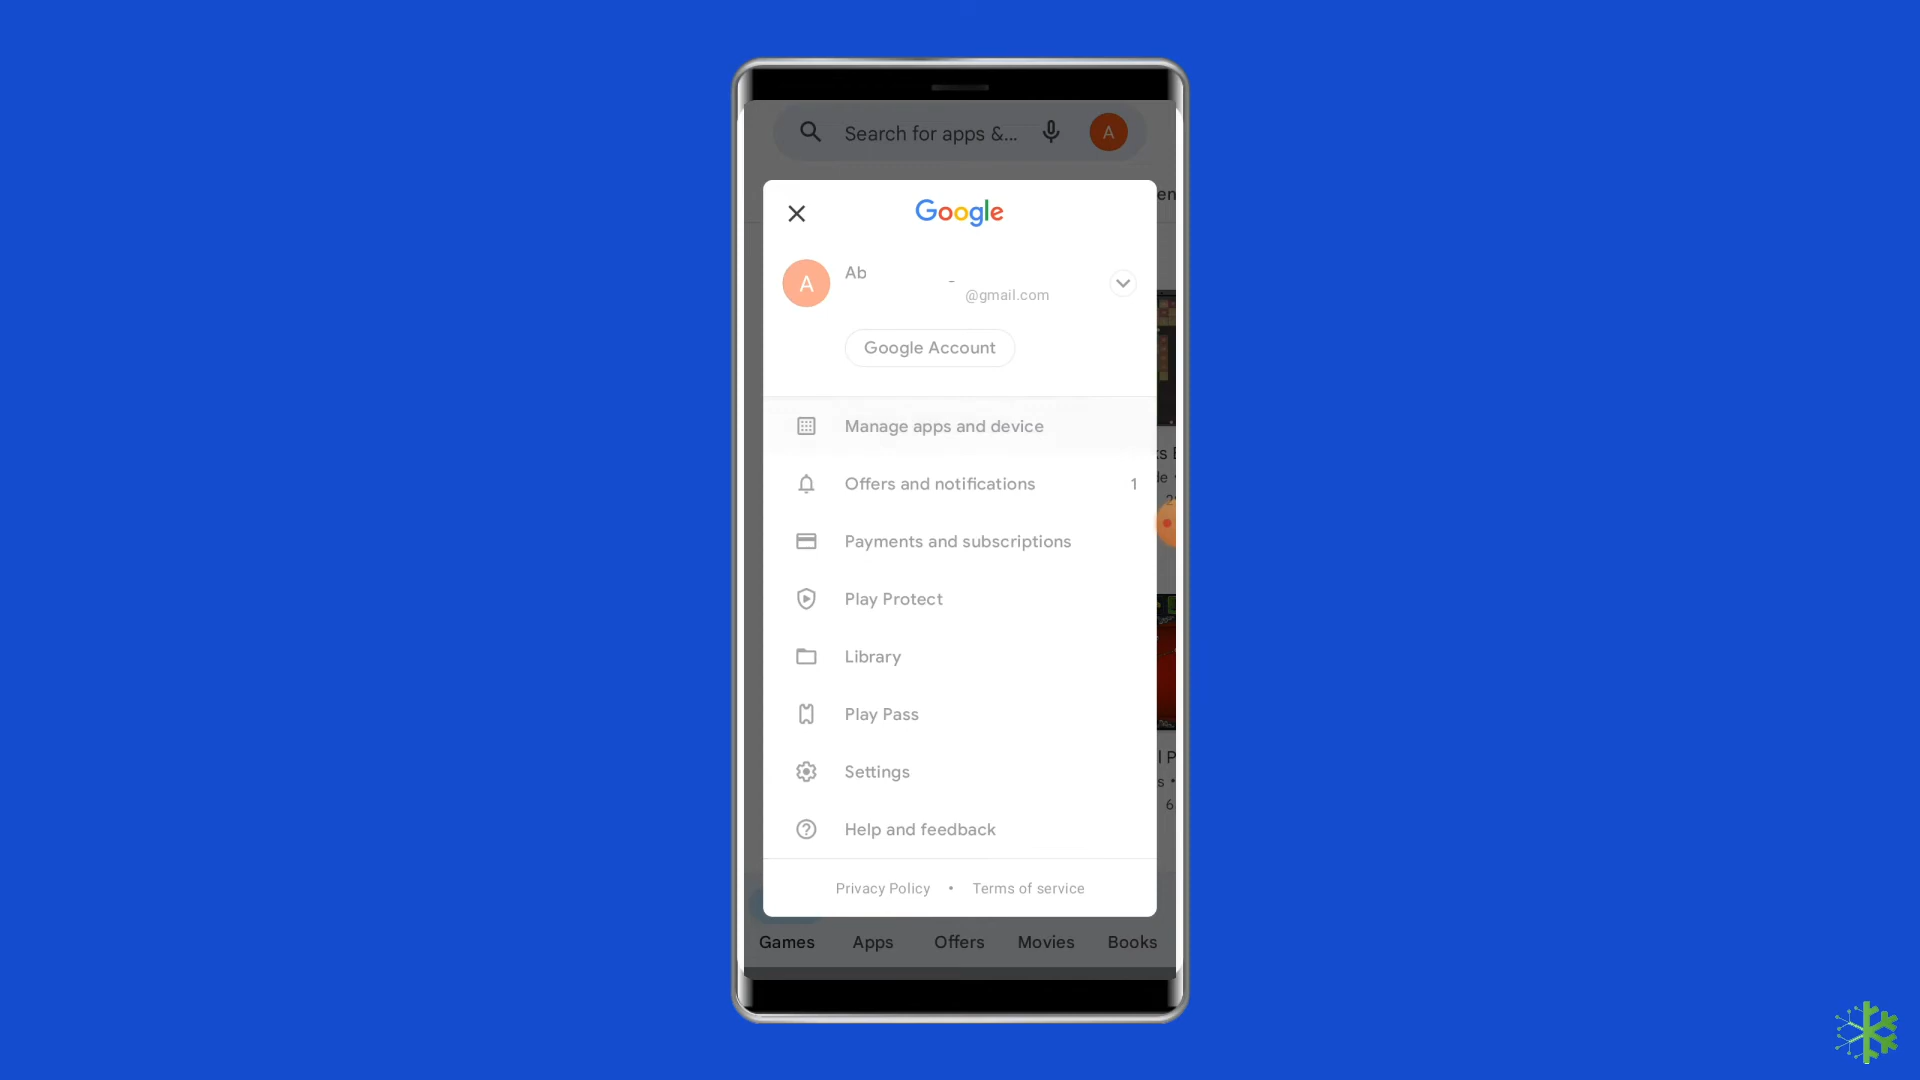 Search for apps &...
A
en
Google
A
Ab
@gmail.com
Google Account
Manage apps and device
Offers and notifications
1
Payments and subscriptions
Play Protect
Library
Play Pass
Settings
Help and feedback
Privacy Policy • Terms of service
Games
Apps
Offers
Movies
Books